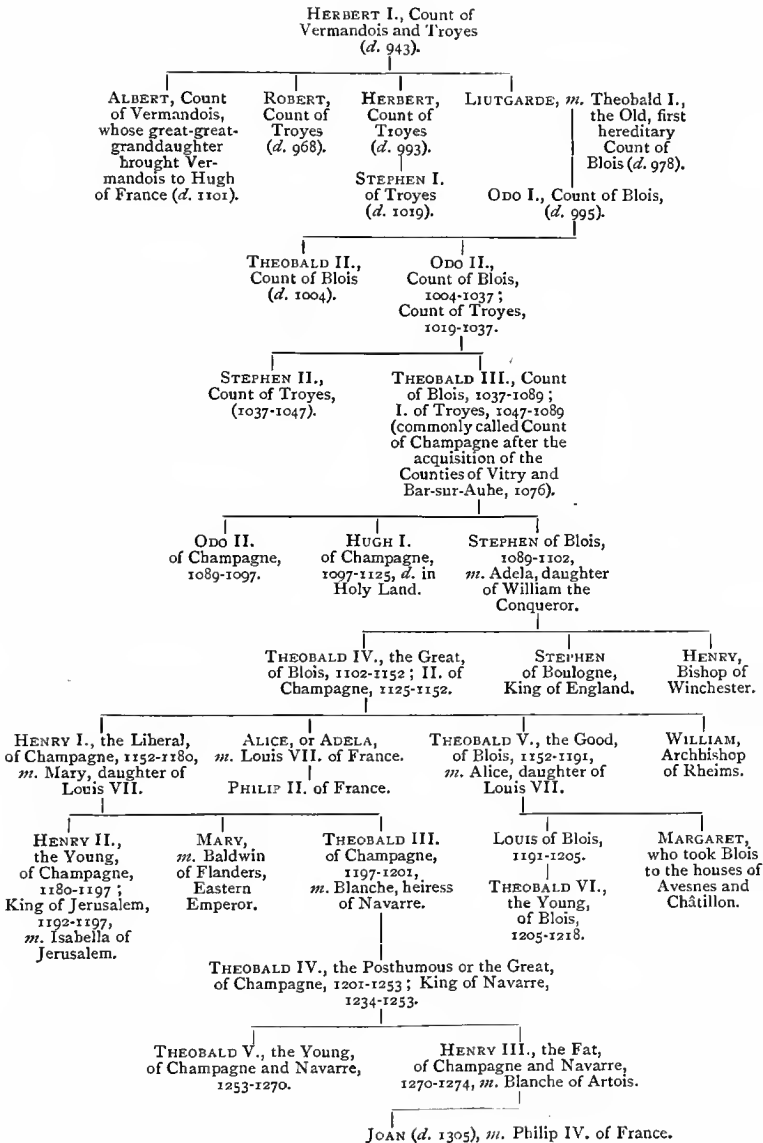 HERBERT I., Count of
Vermandois and Troyes
(d. 943).
ALBERT, Count
of Vermandois,
whose great-great-
granddaughter
brought Ver-
mandois to Hugh
of France (d. 1101).
ROBERT,
Count of
Troyes
(d. 968).
HERBERT,
Count of
Troyes
(d. 993).
STEPHEN I.
of Troyes
(d. 1019).
LIUTGARDE, m. Theobald I.,
the Old, first
hereditary
Count of
Blois (d. 978).
ODO I., Count of Blois,
(d. 995).
THEOBALD II.,
Count of Blois
(d. 1004).
ODO II.,
Count of Blois,
1004-1037 ;
Count of Troyes,
1019-1037.
STEPHEN II.,
Count of Troyes,
(1037-1047).
THEOBALD III., Count
of Blois, 1037-1089 ;
I. of Troyes, 1047-1089
(commonly called Count
of Champagne after the
acquisition of the
Counties of Vitry and
Bar-sur-Aube, 1076).
ODO II.
of Champagne,
1089-1097.
HUGH I.
of Champagne,
1097-1125, d. in
Holy Land.
STEPHEN of Blois,
1089-1102,
m. Adela, daughter
of William the
Conqueror.
THEOBALD IV., the Great,
of Blois, 1102-1152 ; II. of
Champagne, 1125-1152.
STEPHEN
of Boulogne,
King of England.
HENRY,
Bishop of
Winchester.
HENRY I., the Liberal,
of Champagne, 1152-1180,
m. Mary, daughter of
Louis VII.
ALICE, or ADELA,
m. Louis VII. of France.
PHILIP II. of France.
THEOBALD V., the Good,
of Blois, 1152-1191,
m. Alice, daughter of
Louis VII.
WILLIAM,
Archbishop
of Rheims.
HENRY II.,
the Young,
of Champagne,
1180-1197 ;
King of Jerusalem,
1192-1197,
m. Isabella of
Jerusalem.
MARY,
m. Baldwin
of Flanders,
Eastern
Emperor.
THEOBALD III.
of Champagne,
1197-1201,
m. Blanche, heiress
of Navarre.
LOUIS of Blois,
1191-1205.
THEOBALD VI.,
the Young,
of Blois,
1205-1218.
MARGARET,
who took Blois
to the houses of
Avesnes and
Châtillon.
THEOBALD IV., the Posthumous or the Great,
of Champagne, 1201-1253 ; King of Navarre,
1234-1253.
THEOBALD V., the Young,
of Champagne and Navarre,
1253-1270.
HENRY III., the Fat,
of Champagne and Navarre,
1270-1274, m. Blanche of Artois.
JOAN (d. 1305), m. Philip IV. of France.